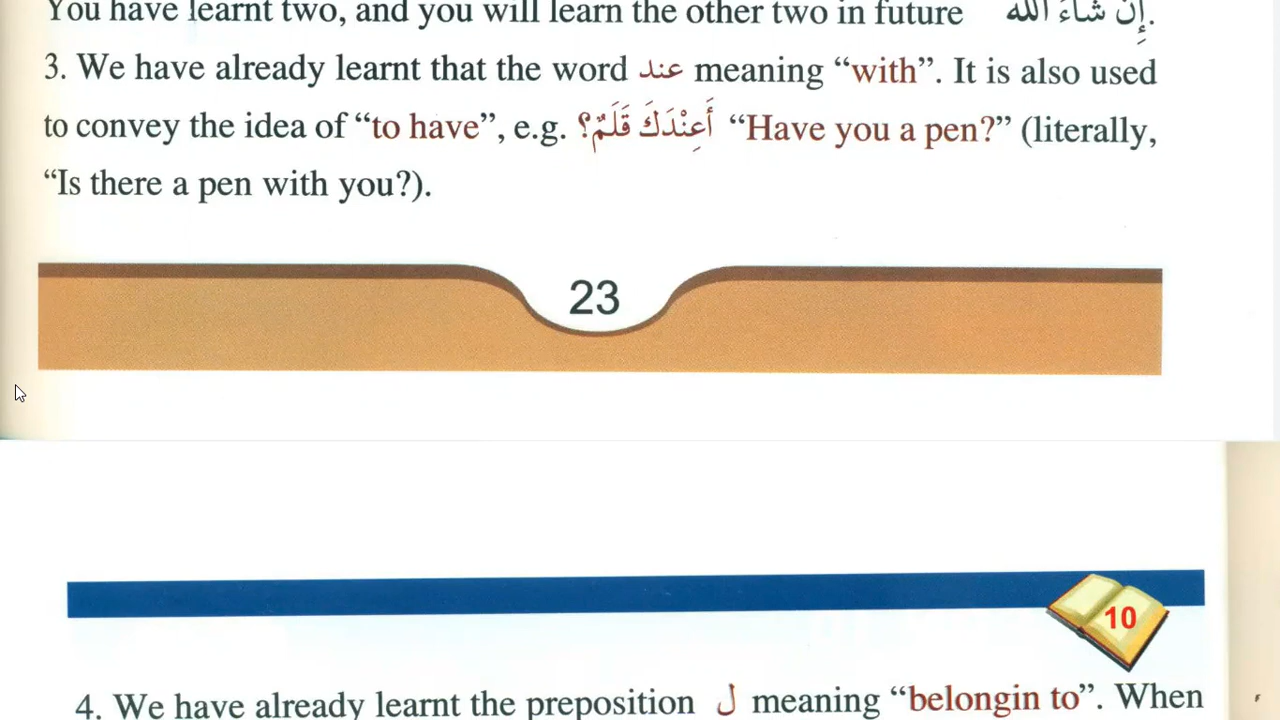 You have learnt two, and you will learn the other two in future إِن شَاءَ الله.
3. We have already learnt that the word عند meaning “with”. It is also used
to convey the idea of “to have”, e.g. أَعِنْدَكَ قَلَمٌ؟ “Have you a pen?” (literally,
“Is there a pen with you?).
23
10
4. We have already learnt the preposition ل meaning “belongin to”. When